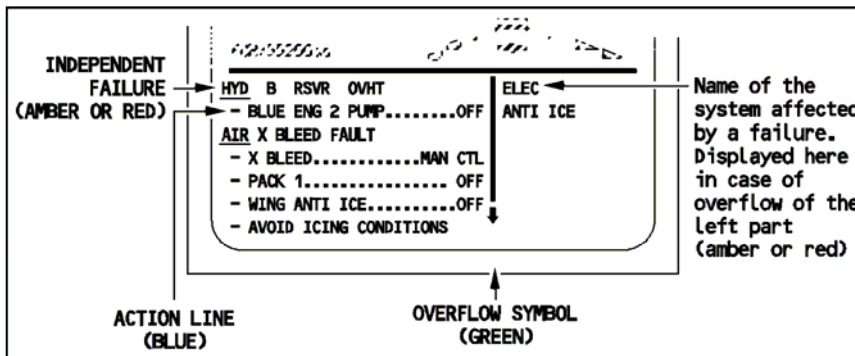 INDEPENDENT
FAILURE
(AMBER OR RED)
HYD B RSVR OVHT
- BLUE ENG 2 PUMP........OFF
AIR X BLEED FAULT
- X BLEED............MAN CTL
- PACK 1................ OFF
- WING ANTI ICE..........OFF
- AVOID ICING CONDITIONS
ELEC
ANTI ICE
Name of the
system affected
by a failure.
Displayed here
in case of
overflow of the
left part
(amber or red)
ACTION LINE
(BLUE)
OVERFLOW SYMBOL
(GREEN)